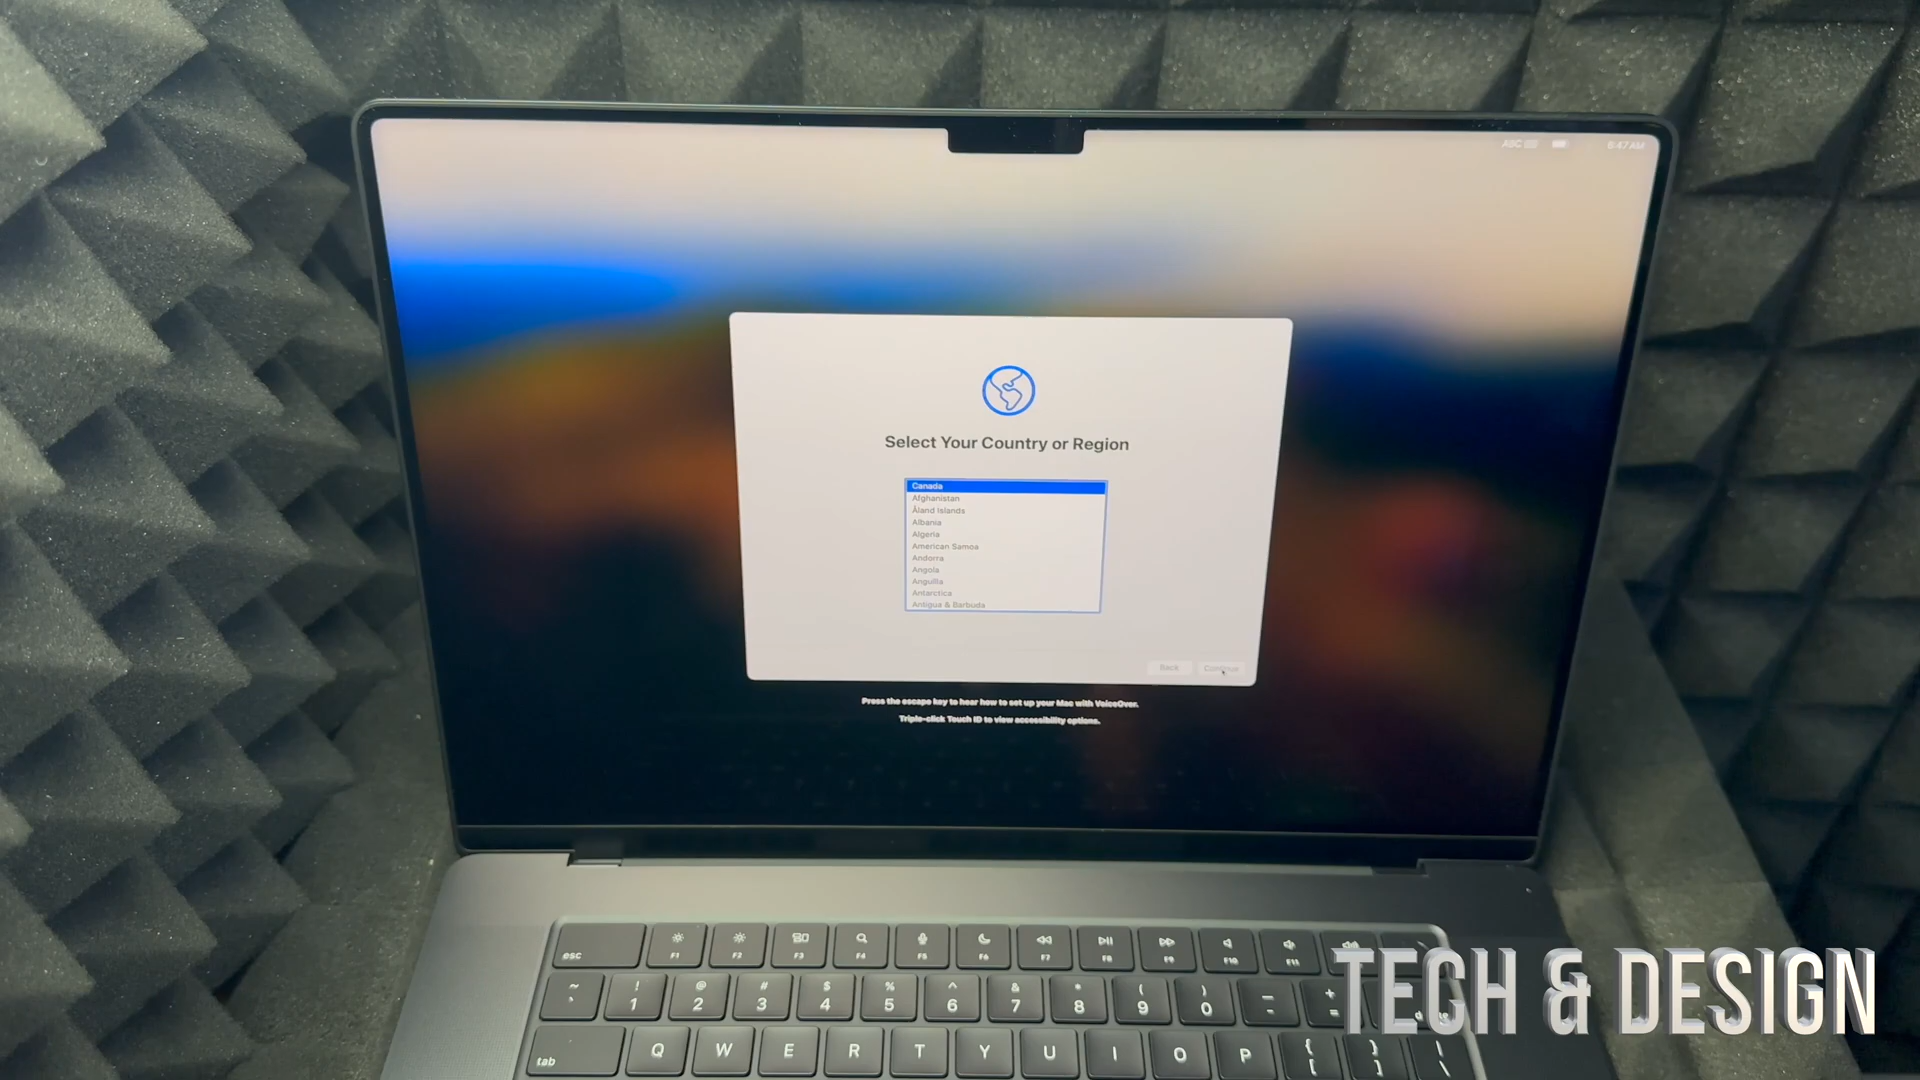 ABC
6:47AM
Select Your Country or Region
Canada
Afghanistan
Åland Islands
Albania
Algeria
American Samoa
Andorra
Angola
Anguilla
Antarctica
Antigua & Barbuda
Back
Continue
Press the escape key to hear how to set up your Mac with VoiceOver.
Triple-click Touch ID to view accessibility options.
esc F1 F2 F3 F4 F5 F6 F7 F8 F9 F10 F11
~ ! @ # $ % ^ & * ( ) _ +
` 1 2 3 4 5 6 7 8 9 0 - =
tab Q W E R T Y U I O P { [ } ] | \
TECH & DESIGN